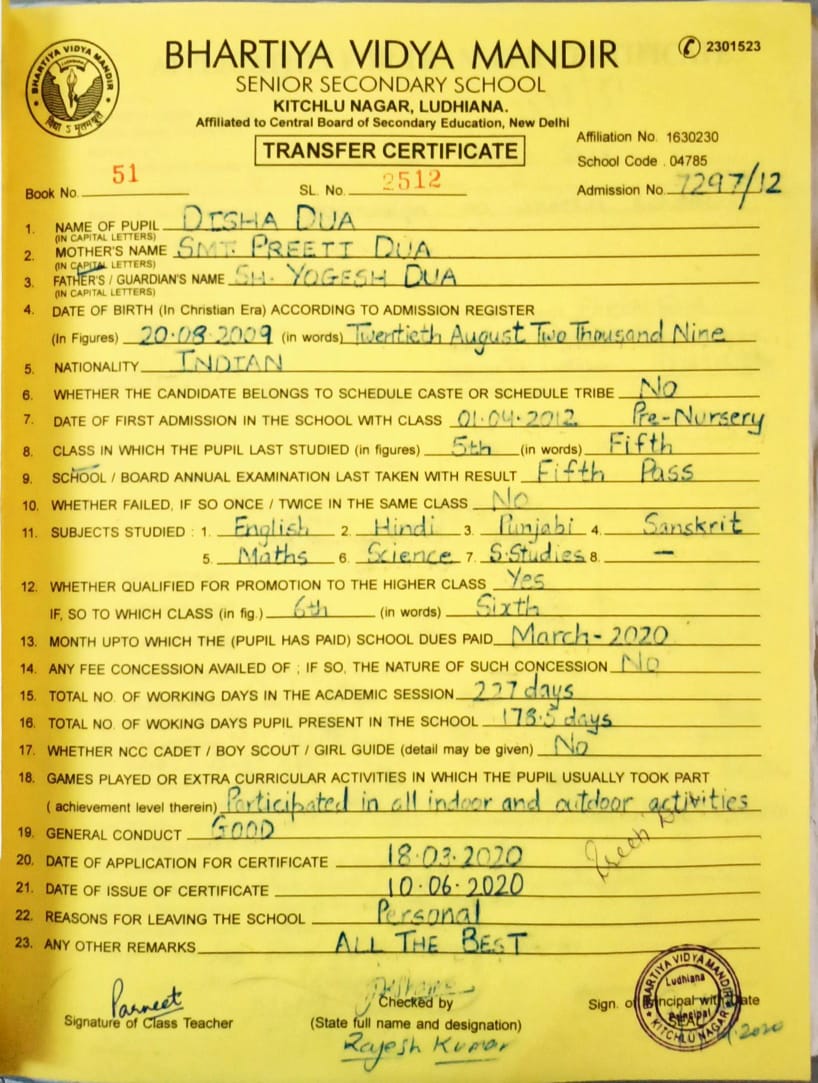 BHARTIYA VIDYA MANDIR
BHARTIYA VIDYA MANDIR
LUDHIANA
विद्या ऽ मृतमश्नुते
✆ 2301523
SENIOR SECONDARY SCHOOL
KITCHLU NAGAR, LUDHIANA.
Affiliated to Central Board of Secondary Education, New Delhi
Affiliation No. 1630230
TRANSFER CERTIFICATE
School Code . 04785
Book No. 51 SL. No. 2512 Admission No. 7297/12
1. NAME OF PUPIL DISHA DUA
(IN CAPITAL LETTERS)
2. MOTHER'S NAME SMT. PREETI DUA
(IN CAPITAL LETTERS)
3. FATHER'S / GUARDIAN'S NAME SH. YOGESH DUA
(IN CAPITAL LETTERS)
4. DATE OF BIRTH (In Christian Era) ACCORDING TO ADMISSION REGISTER
(In Figures) 20.08.2009 (in words) Twentieth August Two Thousand Nine
5. NATIONALITY INDIAN
6. WHETHER THE CANDIDATE BELONGS TO SCHEDULE CASTE OR SCHEDULE TRIBE No
7. DATE OF FIRST ADMISSION IN THE SCHOOL WITH CLASS 01.04.2012 Pre-Nursery
8. CLASS IN WHICH THE PUPIL LAST STUDIED (in figures) 5th (in words) Fifth
9. SCHOOL / BOARD ANNUAL EXAMINATION LAST TAKEN WITH RESULT Fifth Pass
10. WHETHER FAILED, IF SO ONCE / TWICE IN THE SAME CLASS No
11. SUBJECTS STUDIED : 1. English 2. Hindi 3. Punjabi 4. Sanskrit
5. Maths 6. Science 7. S.Studies 8. —
12. WHETHER QUALIFIED FOR PROMOTION TO THE HIGHER CLASS Yes
IF, SO TO WHICH CLASS (in fig.) 6th (in words) Sixth
13. MONTH UPTO WHICH THE (PUPIL HAS PAID) SCHOOL DUES PAID March-2020
14. ANY FEE CONCESSION AVAILED OF ; IF SO, THE NATURE OF SUCH CONCESSION No
15. TOTAL NO. OF WORKING DAYS IN THE ACADEMIC SESSION 227 days
16. TOTAL NO. OF WOKING DAYS PUPIL PRESENT IN THE SCHOOL 178.5 days
17. WHETHER NCC CADET / BOY SCOUT / GIRL GUIDE (detail may be given) No
18. GAMES PLAYED OR EXTRA CURRICULAR ACTIVITIES IN WHICH THE PUPIL USUALLY TOOK PART
( achievement level therein) Participated in all indoor and outdoor activities
19. GENERAL CONDUCT GOOD
20. DATE OF APPLICATION FOR CERTIFICATE 18.03.2020
21. DATE OF ISSUE OF CERTIFICATE 10.06.2020
22. REASONS FOR LEAVING THE SCHOOL Personal
23. ANY OTHER REMARKS ALL THE BEST
Parneet
Signature of Class Teacher
Checked by
(State full name and designation)
Rajesh Kumar
Sign. of Principal with Date
SEAL
BHARTIYA VIDYA MANDIR
Ludhiana
Principal
KITCHLU NAGAR